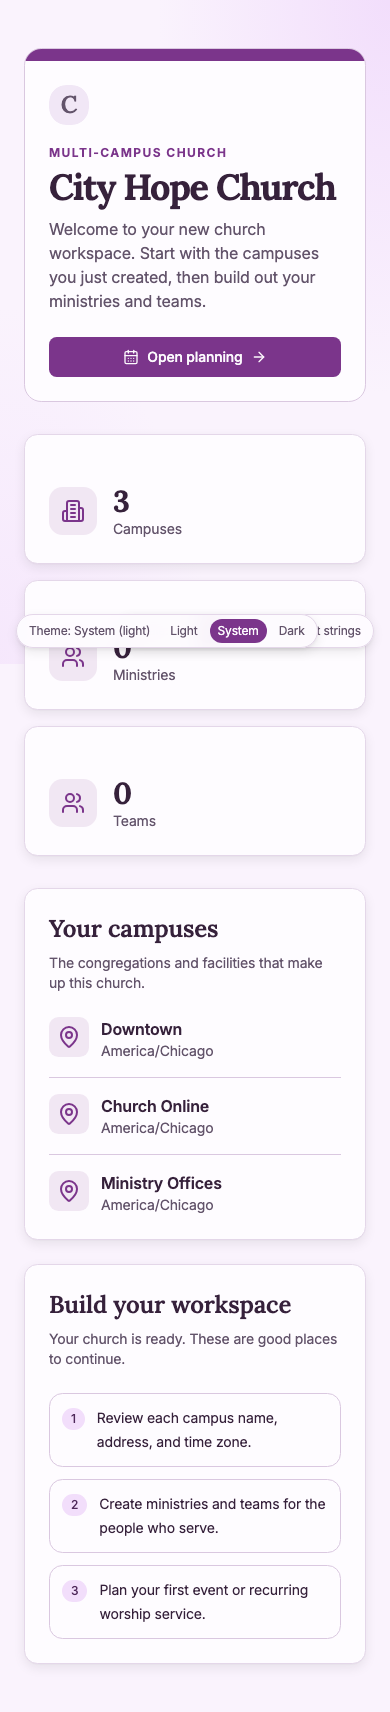 C
MULTI-CAMPUS CHURCH
City Hope Church
Welcome to your new church
workspace. Start with the campuses
you just created, then build out your
ministries and teams.
Open planning
3
Campuses
0
Theme: System (light) Light System Dark t strings
Ministries
0
Teams
Your campuses
The congregations and facilities that make
up this church.
Downtown
America/Chicago
Church Online
America/Chicago
Ministry Offices
America/Chicago
Build your workspace
Your church is ready. These are good places
to continue.
1 Review each campus name,
address, and time zone.
2 Create ministries and teams for the
people who serve.
3 Plan your first event or recurring
worship service.